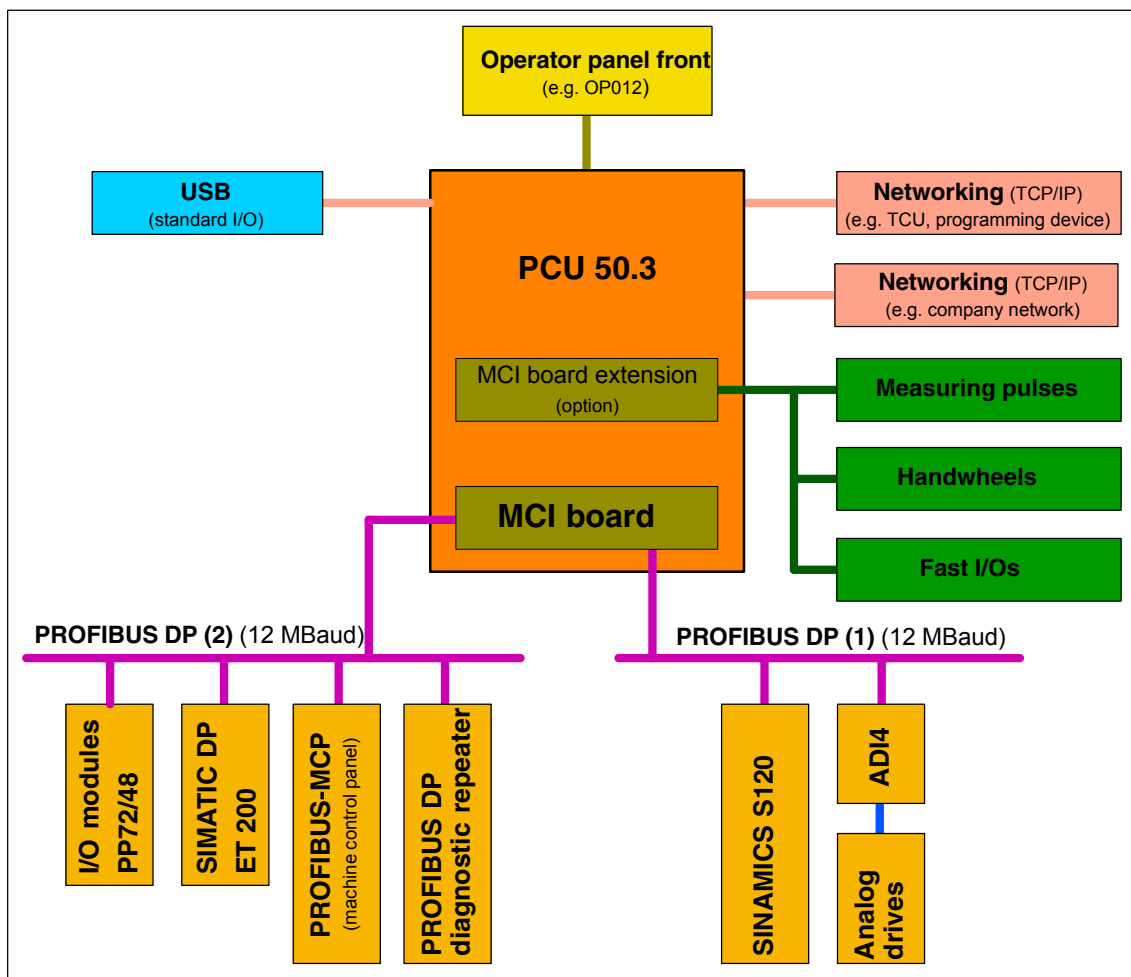 Operator panel front
(e.g. OP012)
USB
(standard I/O)
Networking (TCP/IP)
(e.g. TCU, programming device)
PCU 50.3
Networking (TCP/IP)
(e.g. company network)
MCI board extension
(option)
Measuring pulses
Handwheels
MCI board
Fast I/Os
PROFIBUS DP (2) (12 MBaud)
PROFIBUS DP (1) (12 MBaud)
I/O modules
PP72/48
SIMATIC DP
ET 200
PROFIBUS-MCP
(machine control panel)
PROFIBUS DP
diagnostic repeater
SINAMICS S120
ADI4
Analog
drives